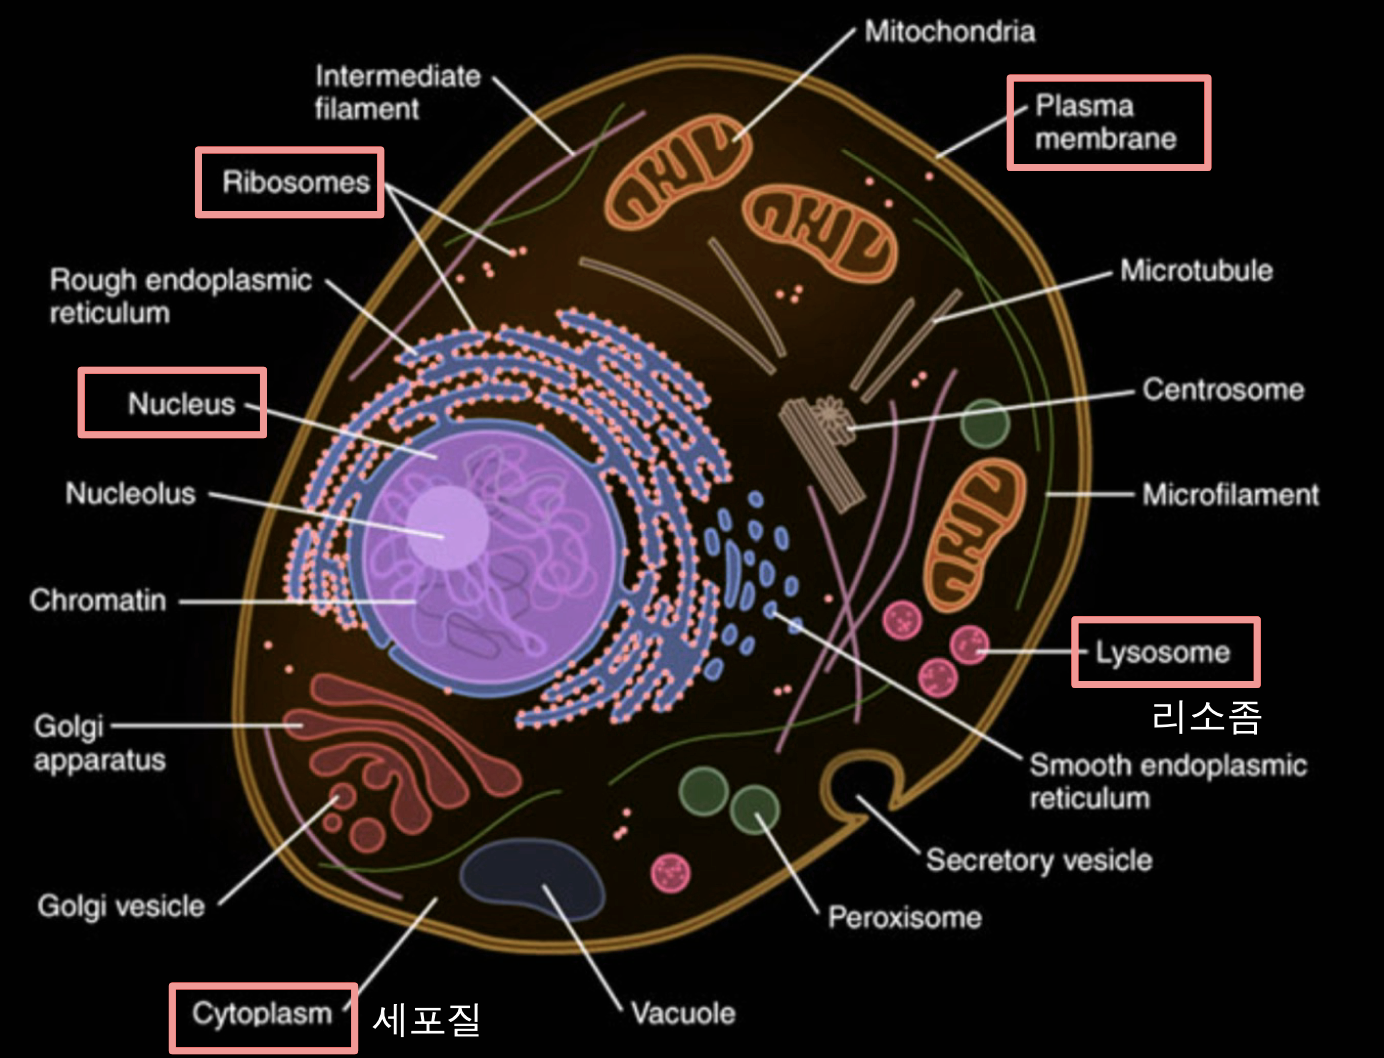 Mitochondria
Intermediate
filament
Plasma
membrane
Ribosomes
Rough endoplasmic
reticulum
Microtubule
Nucleus
Centrosome
Nucleolus
Microfilament
Chromatin
Lysosome
리소좀
Golgi
apparatus
Smooth endoplasmic
reticulum
Secretory vesicle
Golgi vesicle
Peroxisome
Cytoplasm 세포질
Vacuole